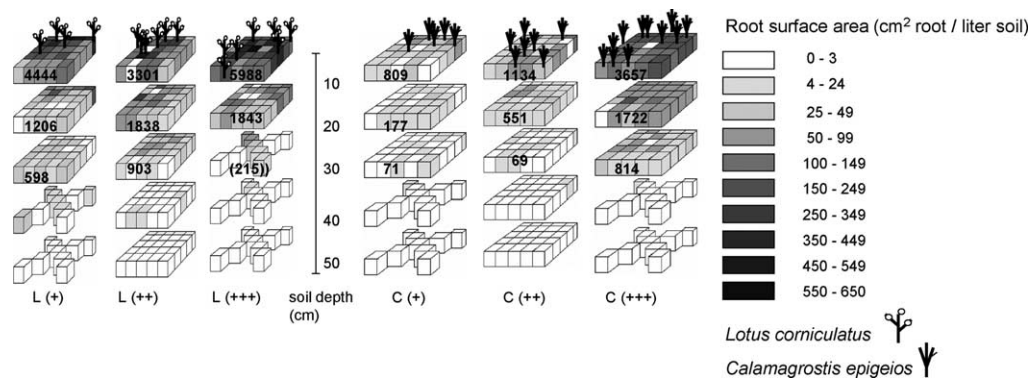 Root surface area (cm² root / liter soil)
0 - 3
4 - 24
25 - 49
50 - 99
100 - 149
150 - 249
250 - 349
350 - 449
450 - 549
550 - 650
Lotus corniculatus
Calamagrostis epigeios
4444 3301 5988 809 1134 3657
10
1206 1838 1843 177 551 1722
20
598 903 (215)) 71 69 814
30
40
50
L (+) L (++) L (+++) soil depth C (+) C (++) C (+++)
(cm)